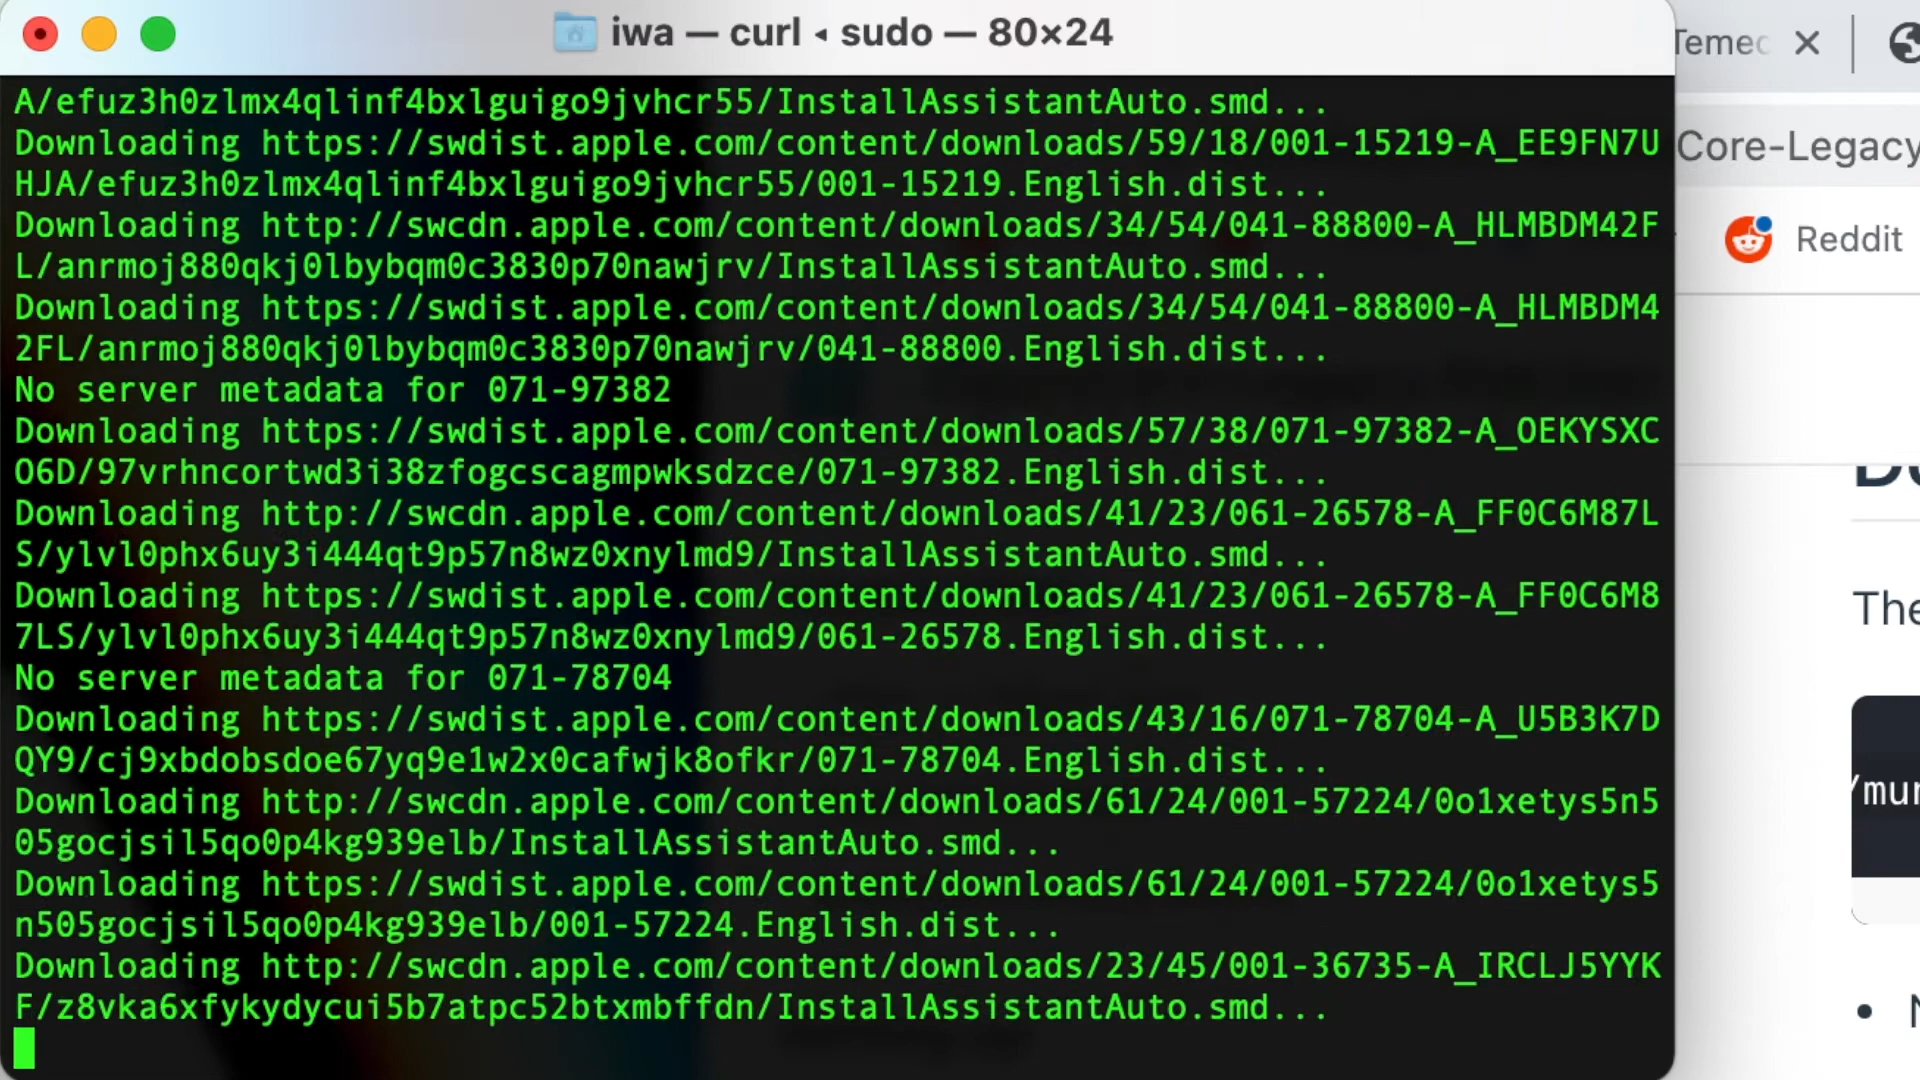 iwa — curl ◂ sudo — 80×24
A/efuz3h0zlmx4qlinf4bxlguigo9jvhcr55/InstallAssistantAuto.smd...
Downloading https://swdist.apple.com/content/downloads/59/18/001-15219-A_EE9FN7U
HJA/efuz3h0zlmx4qlinf4bxlguigo9jvhcr55/001-15219.English.dist...
Downloading http://swcdn.apple.com/content/downloads/34/54/041-88800-A_HLMBDM42F
L/anrmoj880qkj0lbybqm0c3830p70nawjrv/InstallAssistantAuto.smd...
Downloading https://swdist.apple.com/content/downloads/34/54/041-88800-A_HLMBDM4
2FL/anrmoj880qkj0lbybqm0c3830p70nawjrv/041-88800.English.dist...
No server metadata for 071-97382
Downloading https://swdist.apple.com/content/downloads/57/38/071-97382-A_OEKYSXC
O6D/97vrhncortwd3i38zfogcscagmpwksdzce/071-97382.English.dist...
Downloading http://swcdn.apple.com/content/downloads/41/23/061-26578-A_FF0C6M87L
S/ylvl0phx6uy3i444qt9p57n8wz0xnylmd9/InstallAssistantAuto.smd...
Downloading https://swdist.apple.com/content/downloads/41/23/061-26578-A_FF0C6M8
7LS/ylvl0phx6uy3i444qt9p57n8wz0xnylmd9/061-26578.English.dist...
No server metadata for 071-78704
Downloading https://swdist.apple.com/content/downloads/43/16/071-78704-A_U5B3K7D
QY9/cj9xbdobsdoe67yq9e1w2x0cafwjk8ofkr/071-78704.English.dist...
Downloading http://swcdn.apple.com/content/downloads/61/24/001-57224/0o1xetys5n5
05gocjsil5qo0p4kg939elb/InstallAssistantAuto.smd...
Downloading https://swdist.apple.com/content/downloads/61/24/001-57224/0o1xetys5
n505gocjsil5qo0p4kg939elb/001-57224.English.dist...
Downloading http://swcdn.apple.com/content/downloads/23/45/001-36735-A_IRCLJ5YYK
F/z8vka6xfykydycui5b7atpc52btxmbffdn/InstallAssistantAuto.smd...
Temec
Core-Legacy
Reddit
The
/mun